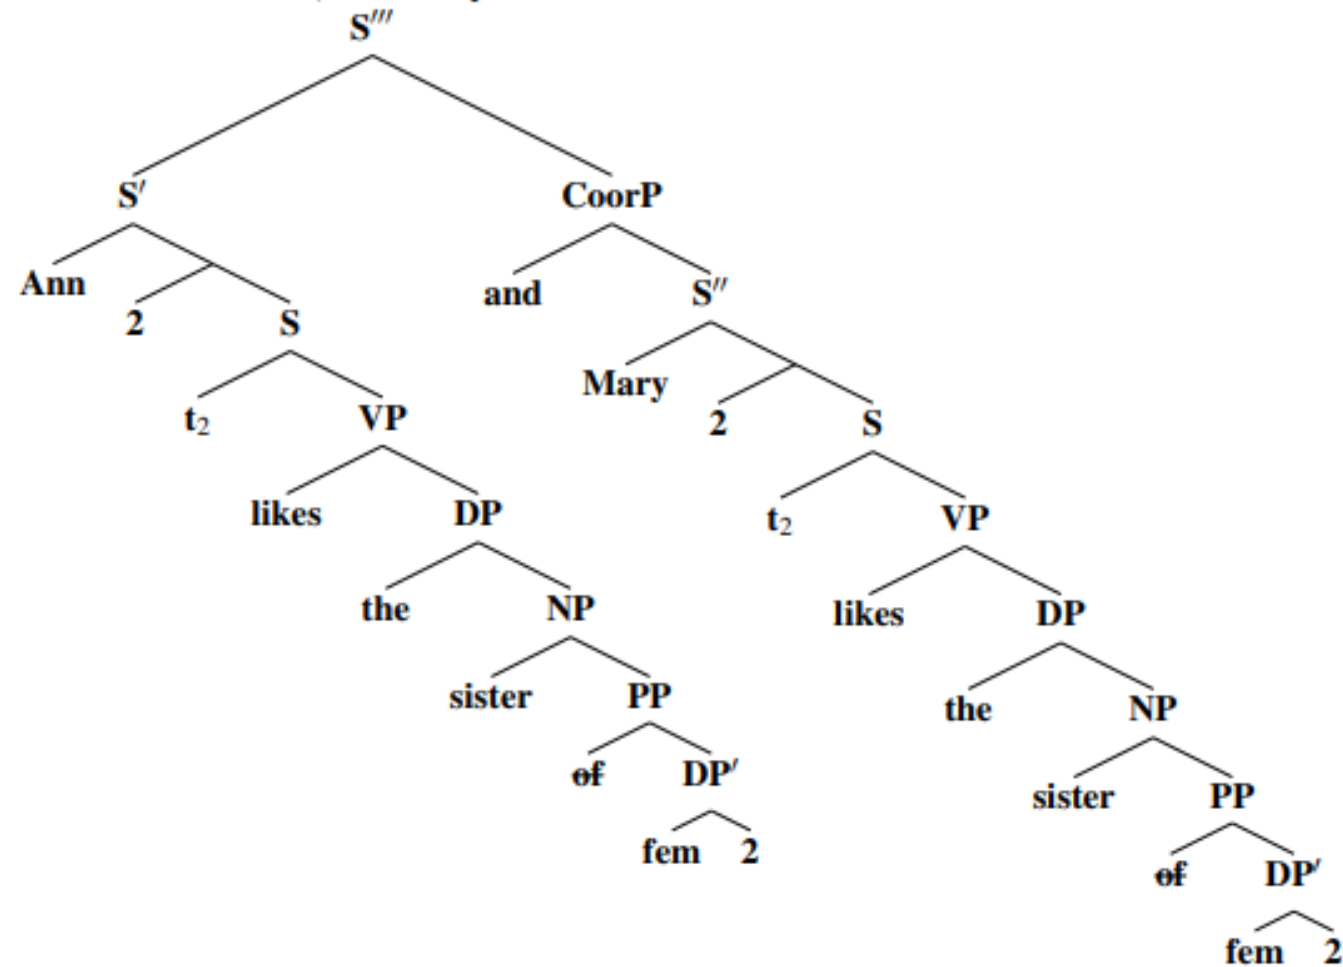 S′′′
S′ CoorP
Ann and S′′
2 S
Mary
t₂ VP 2 S
likes DP t₂ VP
the NP likes DP
sister PP the NP
of DP′ sister PP
fem 2 of DP′
fem 2